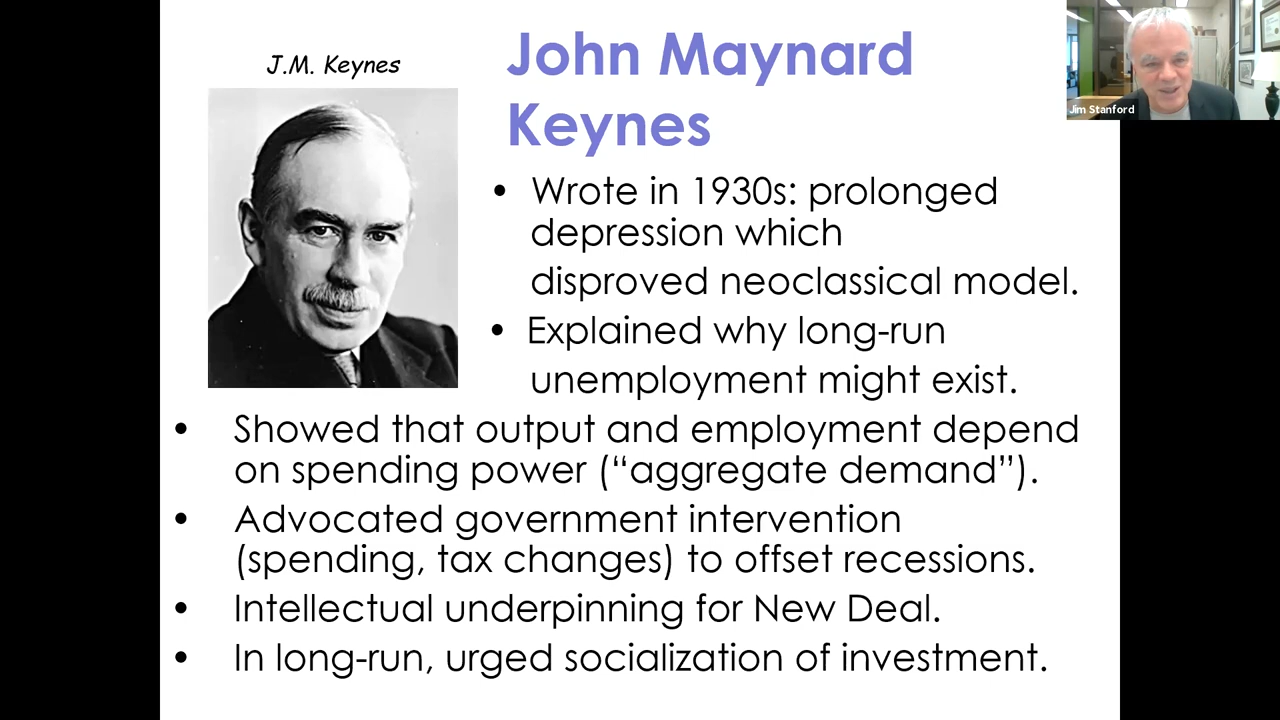 J.M. Keynes
John Maynard
Keynes
Jim Stanford
• Wrote in 1930s: prolonged
depression which
disproved neoclassical model.
• Explained why long-run
unemployment might exist.
• Showed that output and employment depend
on spending power (“aggregate demand”).
• Advocated government intervention
(spending, tax changes) to offset recessions.
• Intellectual underpinning for New Deal.
• In long-run, urged socialization of investment.